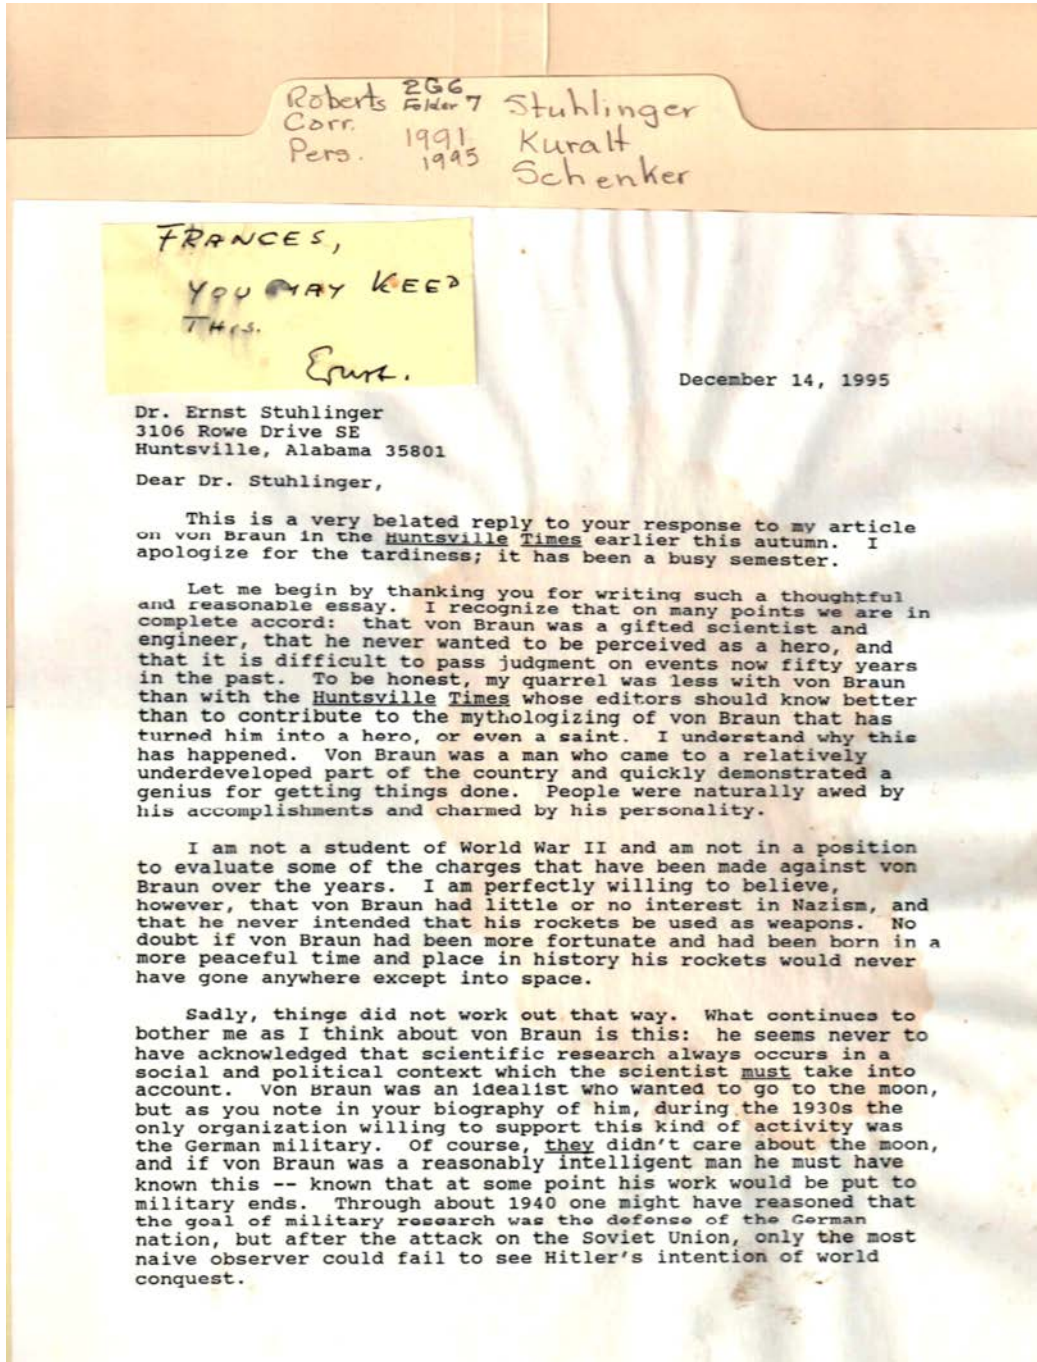 Roberts 2G6 Stuhlinger
Folder 7
Corr. 1991 Kuralt
Pers. 1995 Schenker
FRANCES,
YOU MAY KEEP
THIS.
Ernst.
December 14, 1995
Dr. Ernst Stuhlinger
3106 Rowe Drive SE
Huntsville, Alabama 35801
Dear Dr. Stuhlinger,
This is a very belated reply to your response to my article
on von Braun in the Huntsville Times earlier this autumn. I
apologize for the tardiness; it has been a busy semester.
Let me begin by thanking you for writing such a thoughtful
and reasonable essay. I recognize that on many points we are in
complete accord: that von Braun was a gifted scientist and
engineer, that he never wanted to be perceived as a hero, and
that it is difficult to pass judgment on events now fifty years
in the past. To be honest, my quarrel was less with von Braun
than with the Huntsville Times whose editors should know better
than to contribute to the mythologizing of von Braun that has
turned him into a hero, or even a saint. I understand why this
has happened. Von Braun was a man who came to a relatively
underdeveloped part of the country and quickly demonstrated a
genius for getting things done. People were naturally awed by
his accomplishments and charmed by his personality.
I am not a student of World War II and am not in a position
to evaluate some of the charges that have been made against von
Braun over the years. I am perfectly willing to believe,
however, that von Braun had little or no interest in Nazism, and
that he never intended that his rockets be used as weapons. No
doubt if von Braun had been more fortunate and had been born in a
more peaceful time and place in history his rockets would never
have gone anywhere except into space.
Sadly, things did not work out that way. What continues to
bother me as I think about von Braun is this: he seems never to
have acknowledged that scientific research always occurs in a
social and political context which the scientist must take into
account. Von Braun was an idealist who wanted to go to the moon,
but as you note in your biography of him, during the 1930s the
only organization willing to support this kind of activity was
the German military. Of course, they didn't care about the moon,
and if von Braun was a reasonably intelligent man he must have
known this -- known that at some point his work would be put to
military ends. Through about 1940 one might have reasoned that
the goal of military research was the defense of the German
nation, but after the attack on the Soviet Union, only the most
naive observer could fail to see Hitler's intention of world
conquest.